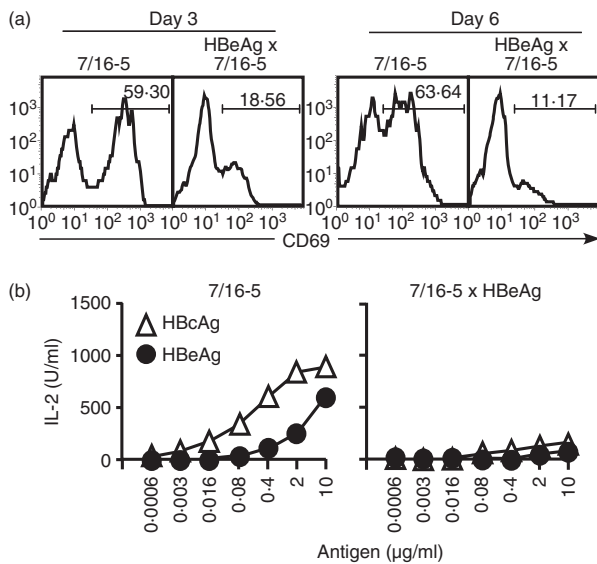 (a)
Day 3 Day 6
HBeAg x HBeAg x
7/16-5 7/16-5 7/16-5 7/16-5
59·30 18·56 63·64 11·17
10³
10²
10¹
10⁰
10³
10²
10¹
10⁰
10⁰ 10¹ 10² 10³ 10⁰ 10¹ 10² 10³ 10⁰ 10¹ 10² 10³ 10⁰ 10¹ 10² 10³
CD69
(b)
7/16-5 7/16-5 x HBeAg
HBcAg
HBeAg
IL-2 (U/ml)
1500
1000
500
0
0·0006 0·003 0·016 0·08 0·4 2 10 0·0006 0·003 0·016 0·08 0·4 2 10
Antigen (μg/ml)